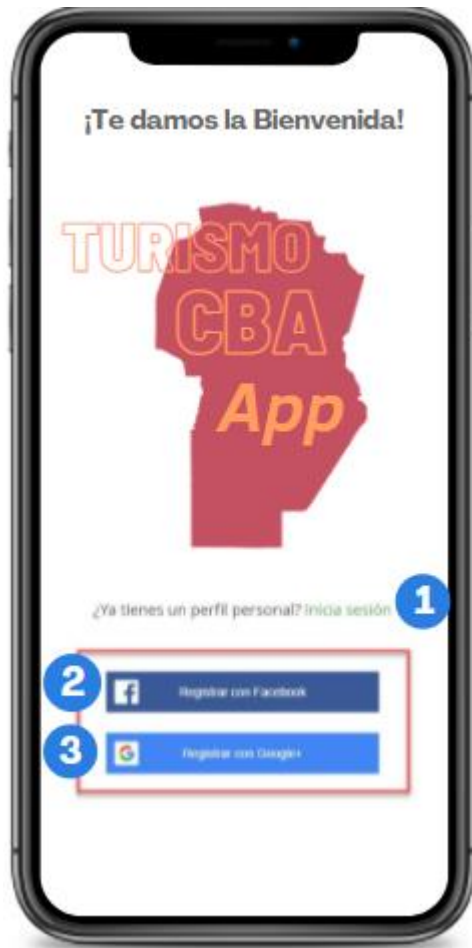 ¡Te damos la Bienvenida!
TURISMO
CBA
App
¿Ya tienes un perfil personal? Inicia sesión
1
2
Registrar con Facebook
3
Registrar con Google+